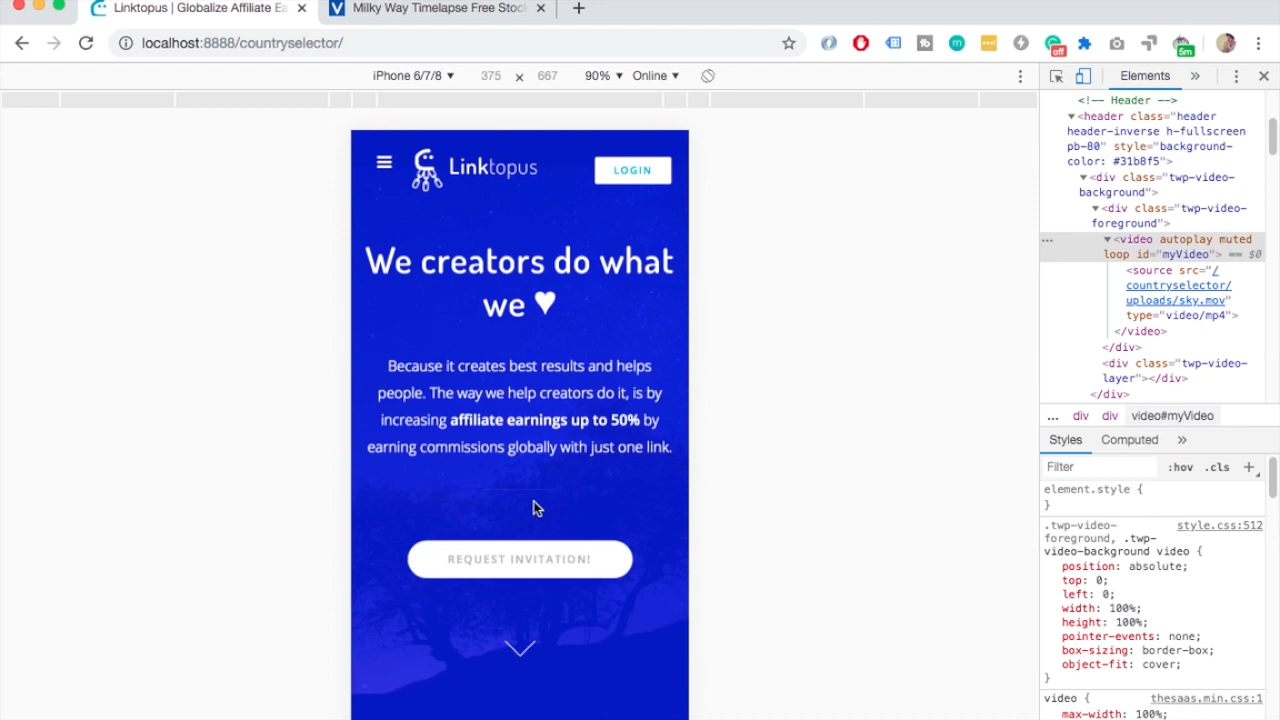 Linktopus | Globalize Affiliate Ea
Milky Way Timelapse Free Stock
localhost:8888/countryselector/
off
5m
iPhone 6/7/8 ▼ 375 × 667 90% ▼ Online ▼
Elements »
<!-- Header -->
▼<header class="header
header-inverse h-fullscreen
pb-80" style="background-
color: #31b8f5">
▼<div class="twp-video-
background">
▼<div class="twp-video-
foreground">
… ▼<video autoplay muted
loop id="myVideo"> == $0
<source src="/
countryselector/
uploads/sky.mov"
type="video/mp4">
</video>
</div>
<div class="twp-video-
layer"></div>
</div>
... div div video#myVideo
Styles Computed »
Filter :hov .cls +
element.style {
}
.twp-video- style.css:512
foreground, .twp-
video-background video {
position: absolute;
top: 0;
left: 0;
width: 100%;
height: 100%;
pointer-events: none;
box-sizing: border-box;
object-fit: cover;
}
video { thesaas.min.css:1
max-width: 100%;
Linktopus
LOGIN
We creators do what
we ♥
Because it creates best results and helps
people. The way we help creators do it, is by
increasing affiliate earnings up to 50% by
earning commissions globally with just one link.
REQUEST INVITATION!